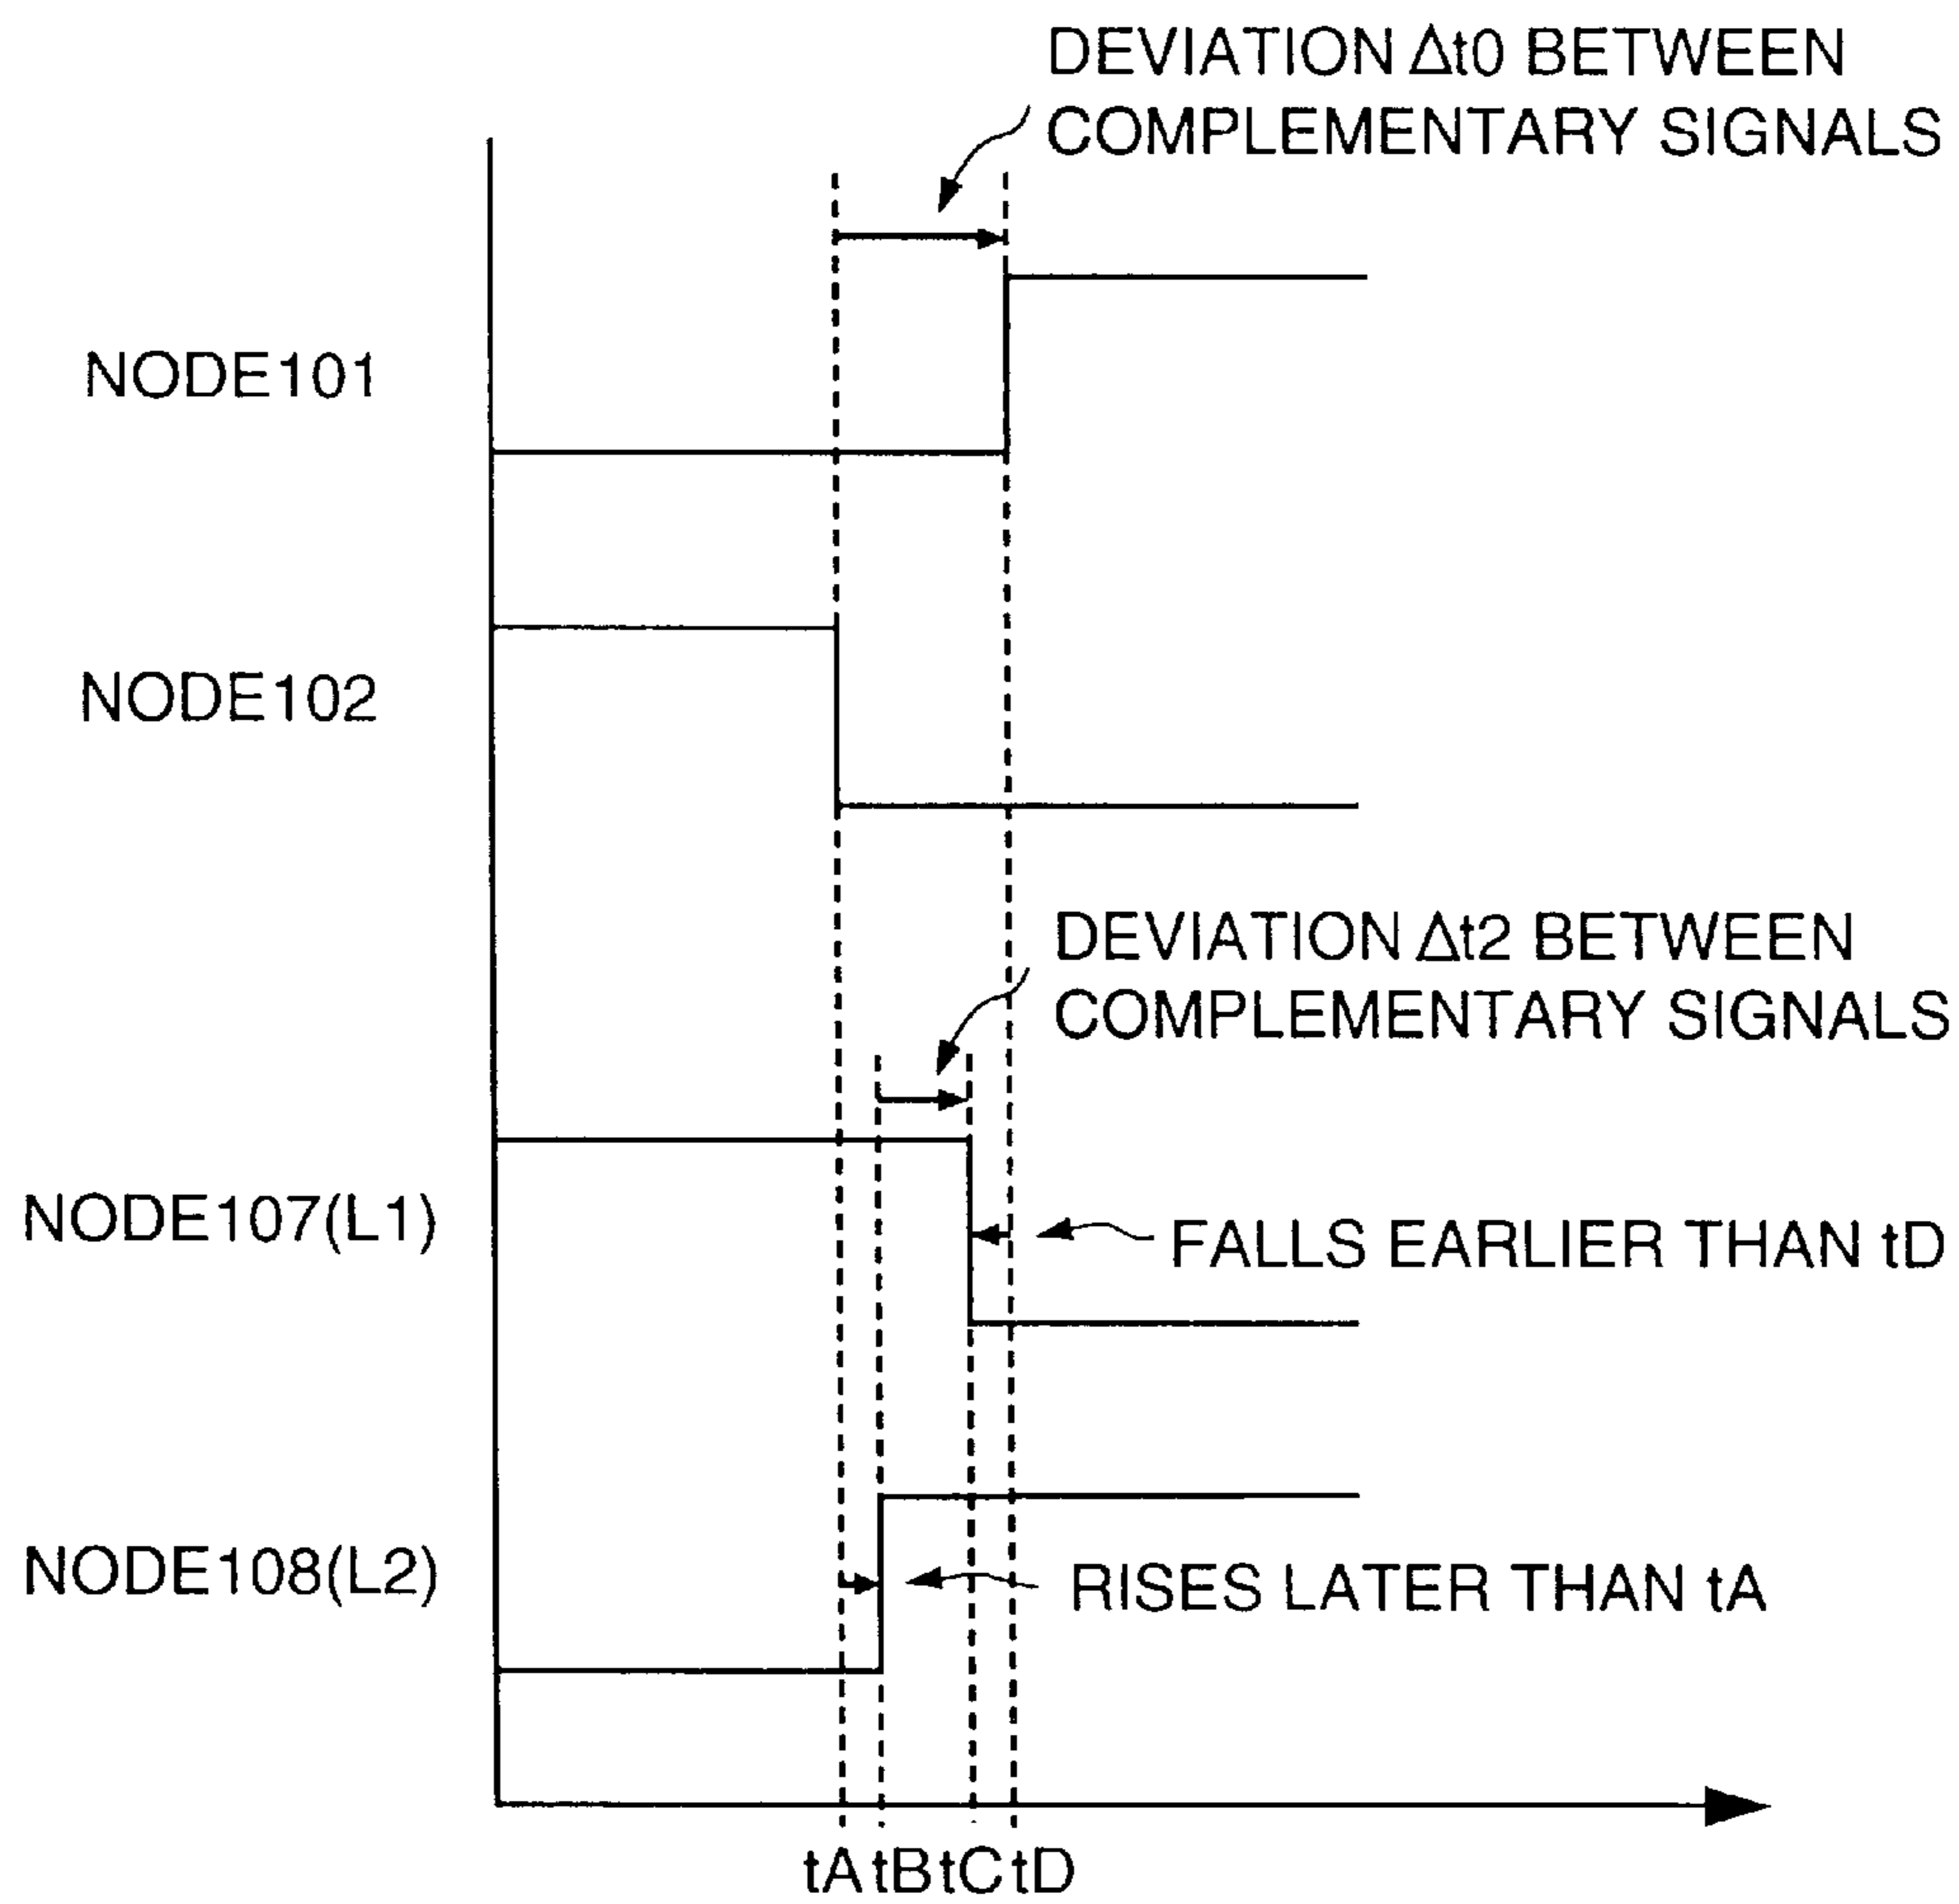 DEVIATION Δt0 BETWEEN
COMPLEMENTARY SIGNALS
NODE101
NODE102
DEVIATION Δt2 BETWEEN
COMPLEMENTARY SIGNALS
NODE107(L1)
FALLS EARLIER THAN tD
NODE108(L2)
RISES LATER THAN tA
tA tB tC tD